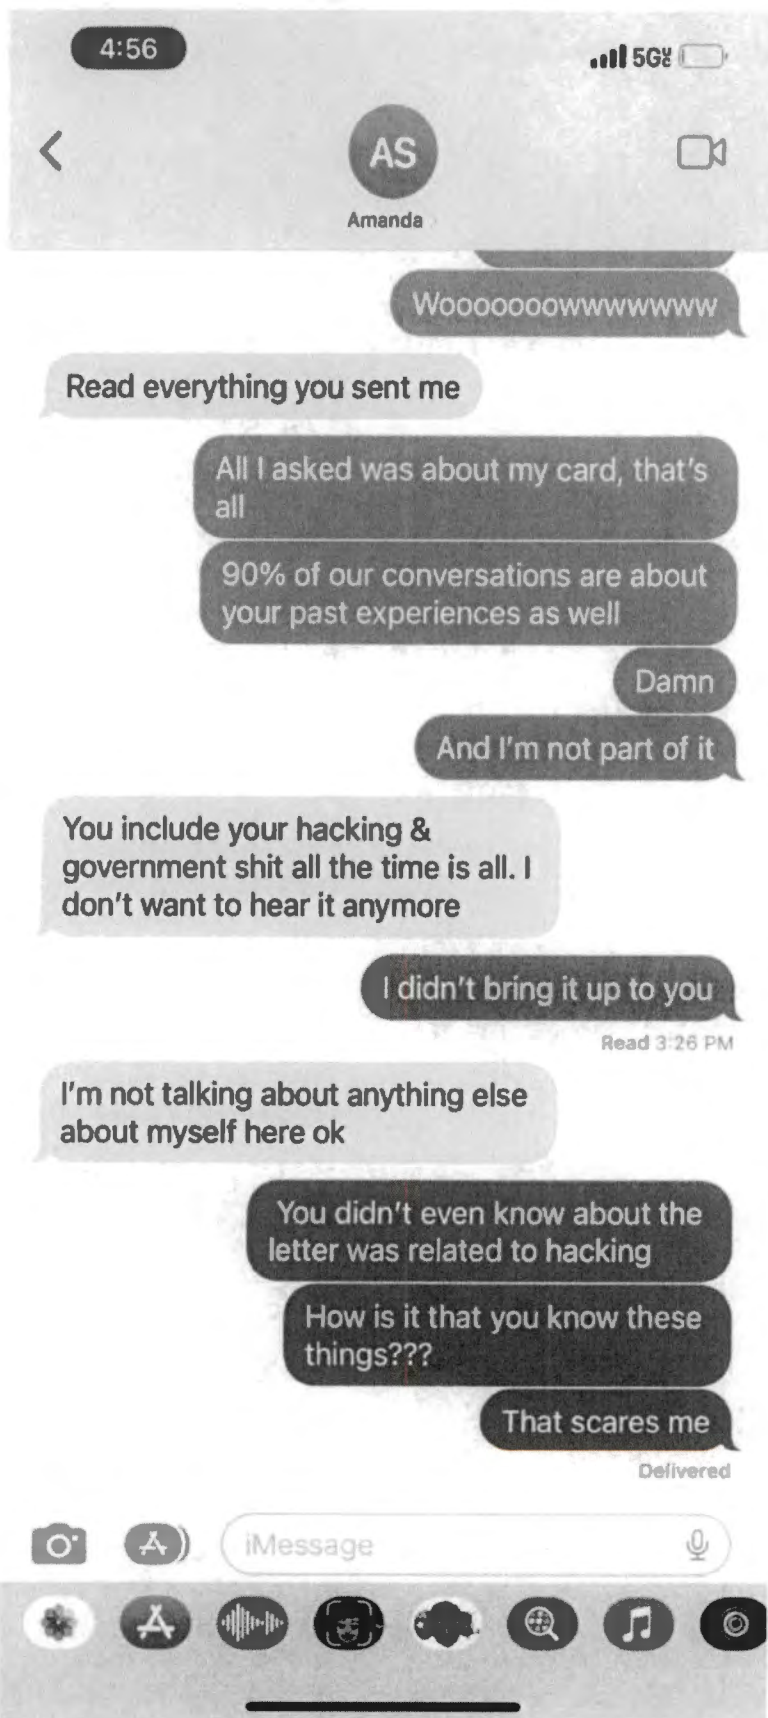 4:56
5G
AS
Amanda
Wooooooowwwwwww
Read everything you sent me
All I asked was about my card, that's
all
90% of our conversations are about
your past experiences as well
Damn
And I'm not part of it
You include your hacking &
government shit all the time is all. I
don't want to hear it anymore
I didn't bring it up to you
Read 3:26 PM
I'm not talking about anything else
about myself here ok
You didn't even know about the
letter was related to hacking
How is it that you know these
things???
That scares me
Delivered
iMessage